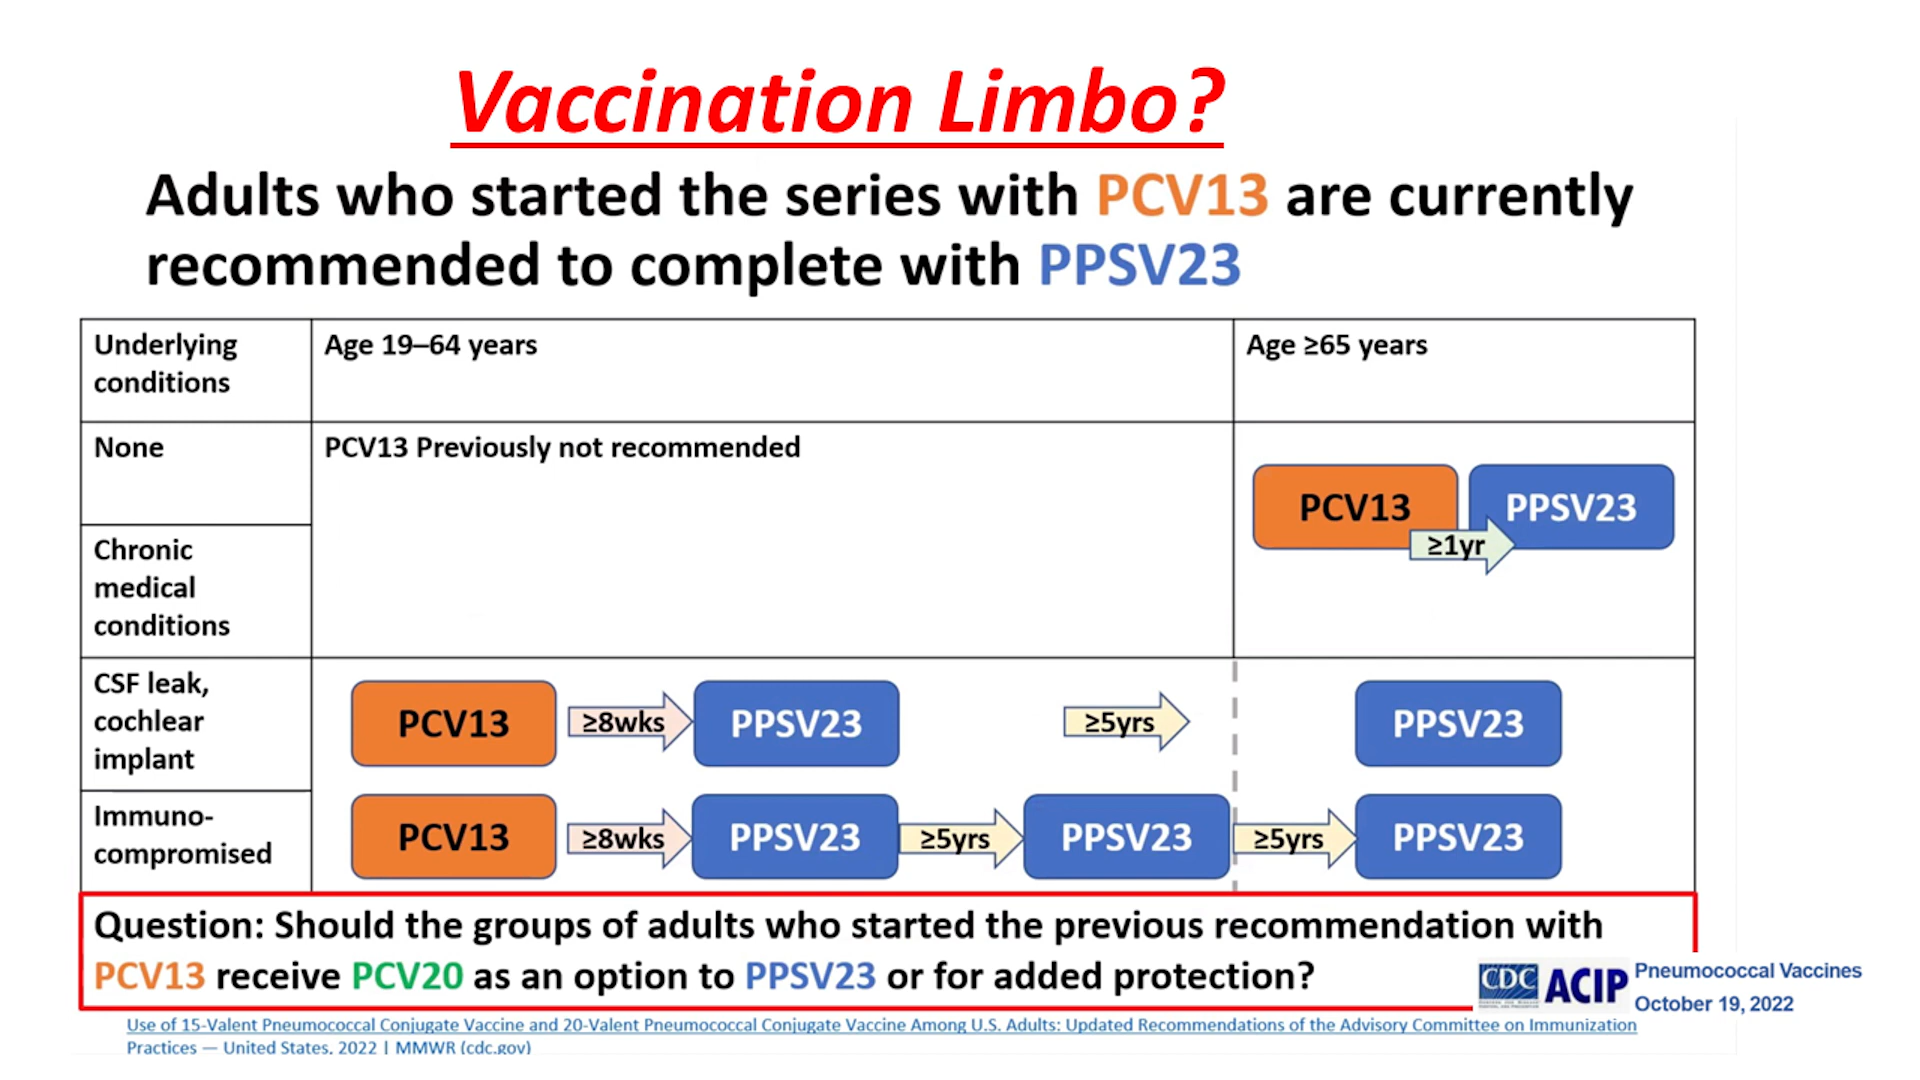 Vaccination Limbo?
Adults who started the series with PCV13 are currently
recommended to complete with PPSV23
Underlying
conditions
Age 19–64 years
Age ≥65 years
None
PCV13 Previously not recommended
PCV13
PPSV23
≥1yr
Chronic
medical
conditions
CSF leak,
cochlear
implant
PCV13
≥8wks
PPSV23
≥5yrs
PPSV23
Immuno-
compromised
PCV13
≥8wks
PPSV23
≥5yrs
PPSV23
≥5yrs
PPSV23
Question: Should the groups of adults who started the previous recommendation with
PCV13 receive PCV20 as an option to PPSV23 or for added protection?
CDC ACIP
Pneumococcal Vaccines
October 19, 2022
Use of 15-Valent Pneumococcal Conjugate Vaccine and 20-Valent Pneumococcal Conjugate Vaccine Among U.S. Adults: Updated Recommendations of the Advisory Committee on Immunization
Practices — United States, 2022 | MMWR (cdc.gov)